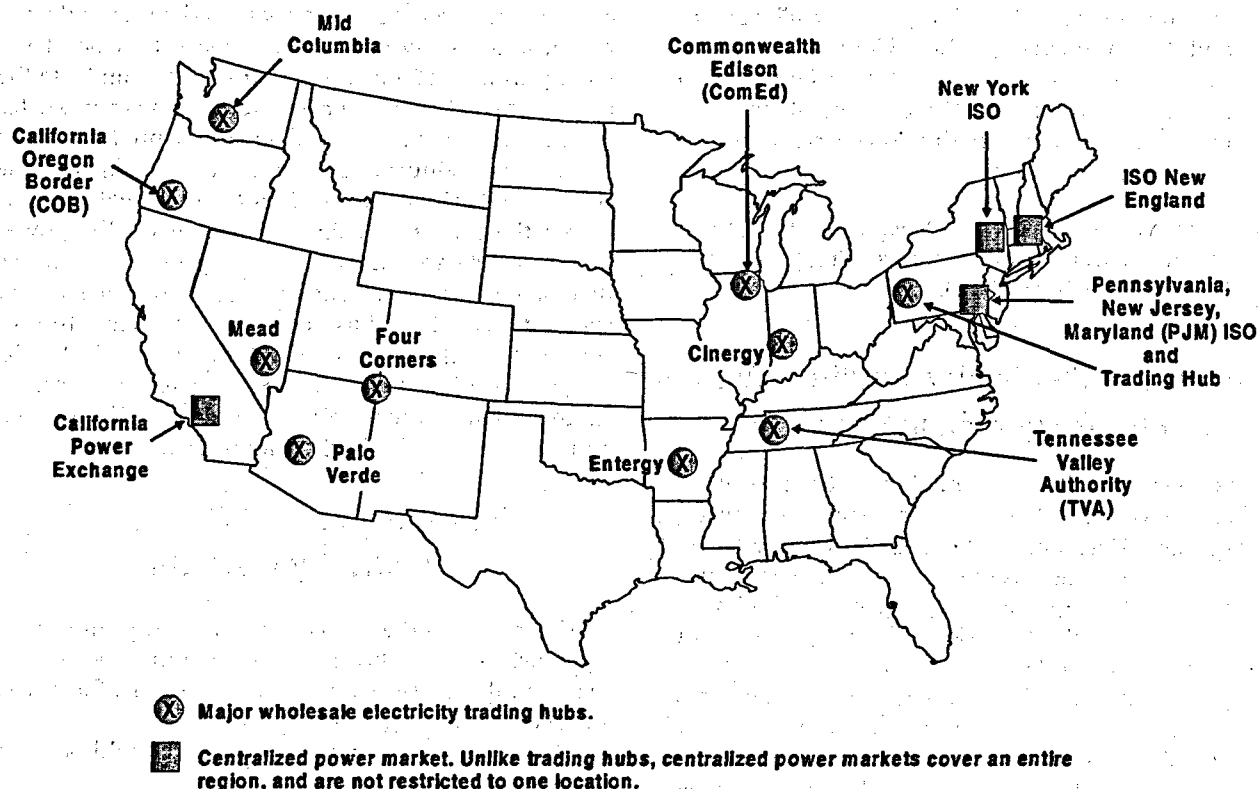 Mid
Columbia
Commonwealth
Edison
(ComEd)
New York
ISO
California
Oregon
Border
(COB)
ISO New
England
Pennsylvania,
New Jersey,
Maryland (PJM) ISO
and
Trading Hub
Mead
Four
Corners
Cinergy
California
Power
Exchange
Palo
Verde
Entergy
Tennessee
Valley
Authority
(TVA)
X
X
X
X
X
X
X
X
X
X
X Major wholesale electricity trading hubs.
Centralized power market. Unlike trading hubs, centralized power markets cover an entire
region, and are not restricted to one location.